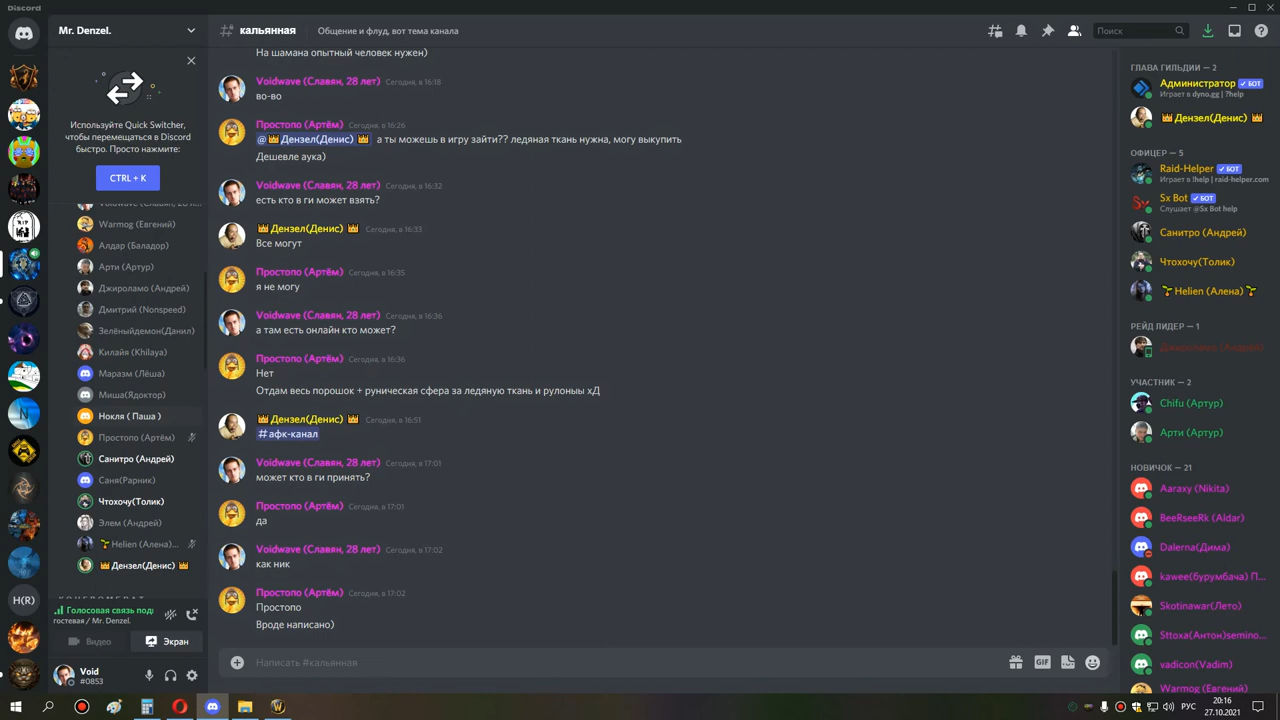 Discord
Mr. Denzel.
Используйте Quick Switcher,
чтобы перемещаться в Discord
быстро. Просто нажмите:
CTRL + K
Warmog (Евгений)
Алдар (Баладор)
Арти (Артур)
Джироламо (Андрей)
Дмитрий (Nonspeed)
Зелёныйдемон(Данил)
Килайя (Khilaya)
Маразм (Лёша)
Миша(Ядоктор)
Нокля ( Паша )
Простопо (Артём)
Санитро (Андрей)
Саня(Рарник)
Чтохочу(Толик)
Элем (Андрей)
Helien (Алена)...
Дензел(Денис)
Голосовая связь подк
гостевая / Mr. Denzel.
Видео
Экран
Void
#0853
H(R)
кальянная
Общение и флуд, вот тема канала
Поиск
На шамана опытный человек нужен)
Voidwave (Славян, 28 лет) Сегодня, в 16:18
во-во
Простопо (Артём) Сегодня, в 16:26
@Дензел(Денис) а ты можешь в игру зайти?? ледяная ткань нужна, могу выкупить
Дешевле аука)
Voidwave (Славян, 28 лет) Сегодня, в 16:32
есть кто в ги может взять?
Дензел(Денис) Сегодня, в 16:33
Все могут
Простопо (Артём) Сегодня, в 16:35
я не могу
Voidwave (Славян, 28 лет) Сегодня, в 16:36
а там есть онлайн кто может?
Простопо (Артём) Сегодня, в 16:36
Нет
Отдам весь порошок + руническая сфера за ледяную ткань и рулоныы хД
Дензел(Денис) Сегодня, в 16:51
#афк-канал
Voidwave (Славян, 28 лет) Сегодня, в 17:01
может кто в ги принять?
Простопо (Артём) Сегодня, в 17:01
да
Voidwave (Славян, 28 лет) Сегодня, в 17:02
как ник
Простопо (Артём) Сегодня, в 17:02
Простопо
Вроде написано)
Написать #кальянная
GIF
ГЛАВА ГИЛЬДИИ — 2
Администратор ✓ БОТ
Играет в dyno.gg | ?help
Дензел(Денис)
ОФИЦЕР — 5
Raid-Helper ✓ БОТ
Играет в !help | raid-helper.com
Sx Bot ✓ БОТ
Слушает @Sx Bot help
Санитро (Андрей)
Чтохочу(Толик)
Helien (Алена)
РЕЙД ЛИДЕР — 1
Джироламо (Андрей)
УЧАСТНИК — 2
Chifu (Артур)
Арти (Артур)
НОВИЧОК — 21
Aaraxy (Nikita)
BeeRseeRk (Aldar)
Dalerna(Дима)
kawee(бурумбача) П...
Skotinawar(Лето)
Sttoxa(Антон)semino...
vadicon(Vadim)
Warmog (Евгений)
РУС
20:16
27.10.2021